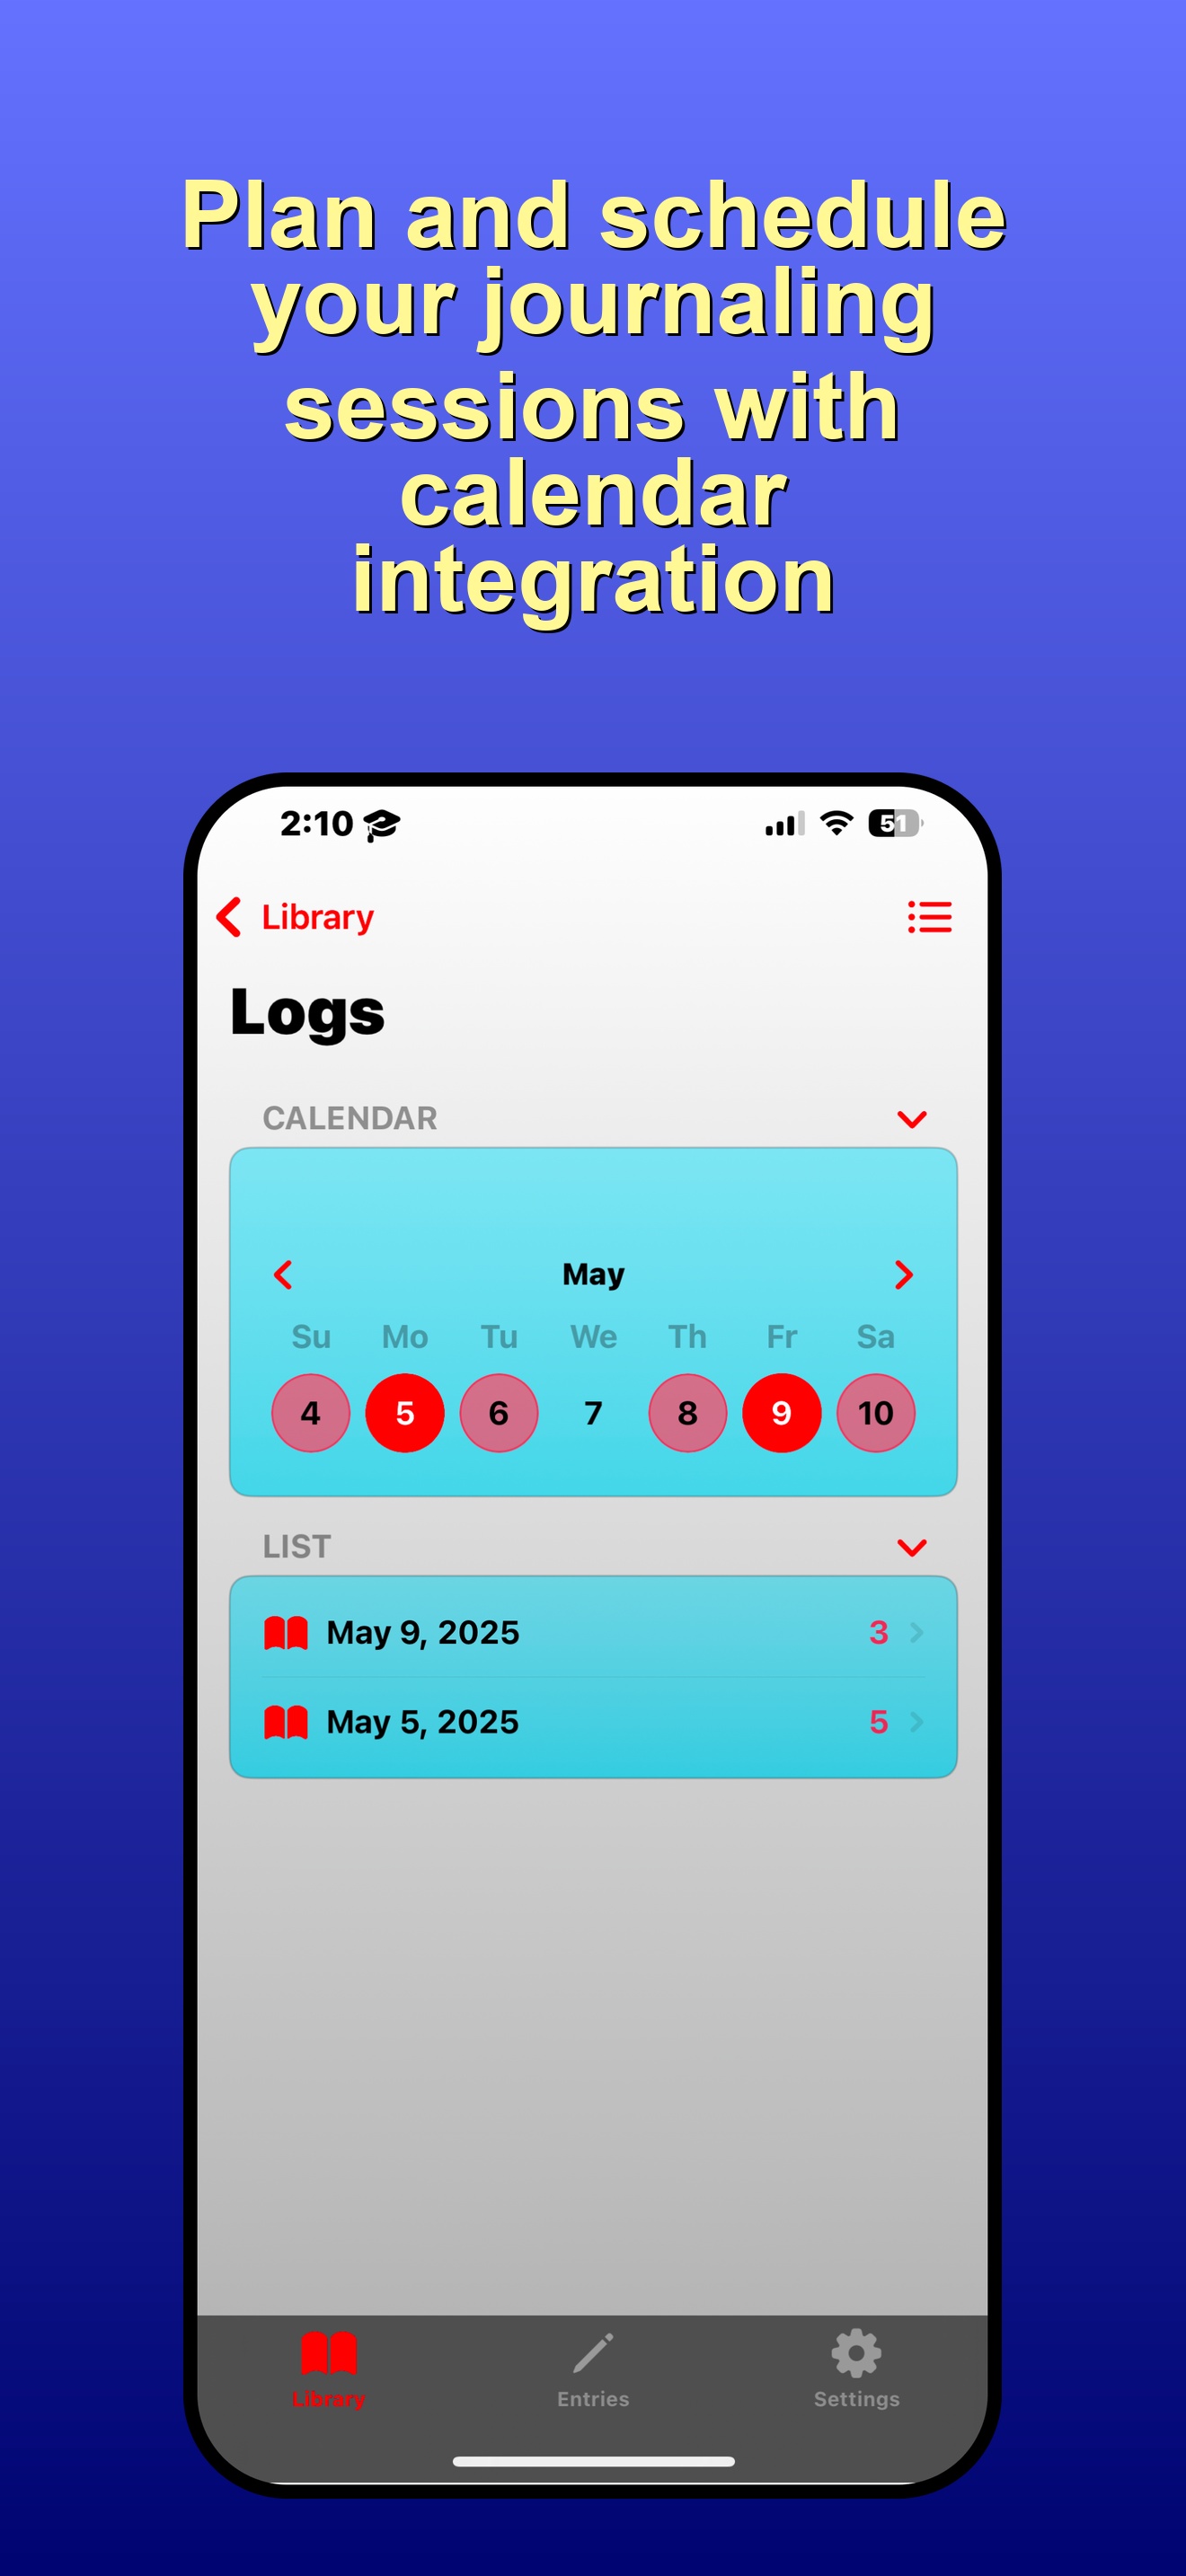 Plan and schedule
your journaling
sessions with
calendar
integration
2:10 51
Library
Logs
CALENDAR
May
Su Mo Tu We Th Fr Sa
4 5 6 7 8 9 10
LIST
May 9, 2025 3
May 5, 2025 5
Library Entries Settings